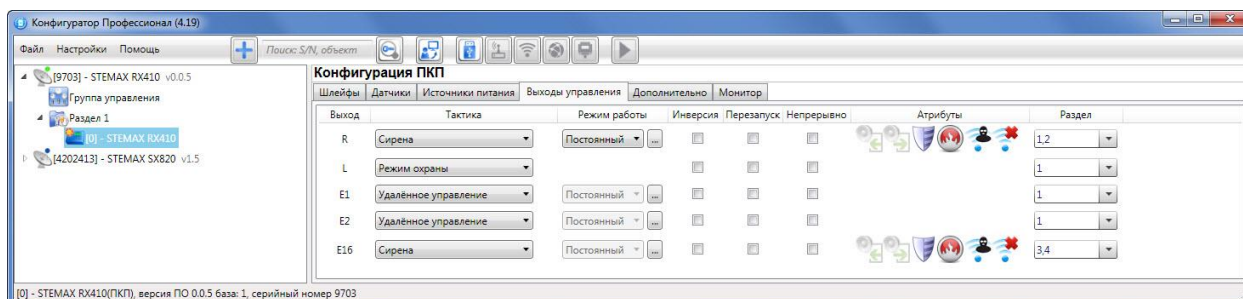 Конфигуратор Профессионал (4.19)
Файл Настройки Помощь Поиск: S/N, объект
[9703] - STEMAX RX410 v0.0.5
Группа управления
Раздел 1
[0] - STEMAX RX410
[4202413] - STEMAX SX820 v1.5
Конфигурация ПКП
Шлейфы Датчики Источники питания Выходы управления Дополнительно Монитор
Выход Тактика Режим работы Инверсия Перезапуск Непрерывно Атрибуты Раздел
R Сирена Постоянный ... 1,2
L Режим охраны 1
E1 Удалённое управление Постоянный ... 1
E2 Удалённое управление Постоянный ... 1
E16 Сирена Постоянный ... 3,4
[0] - STEMAX RX410(ПКП), версия ПО 0.0.5 база: 1, серийный номер 9703